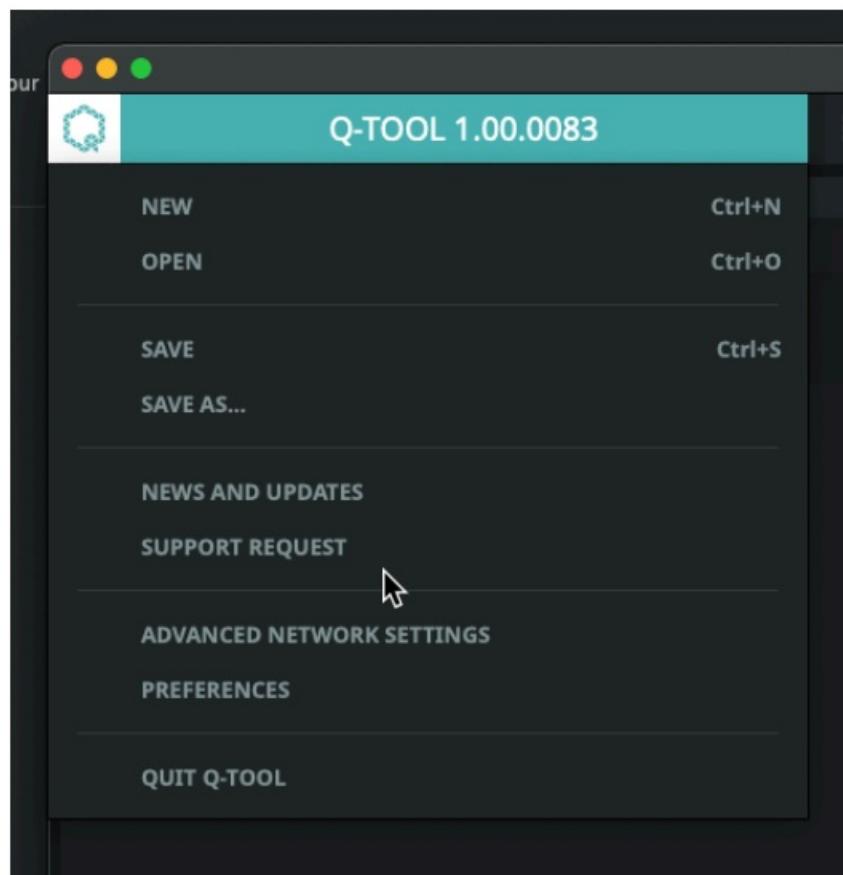 our
Q-TOOL 1.00.0083
NEW Ctrl+N
OPEN Ctrl+O
SAVE Ctrl+S
SAVE AS...
NEWS AND UPDATES
SUPPORT REQUEST
ADVANCED NETWORK SETTINGS
PREFERENCES
QUIT Q-TOOL